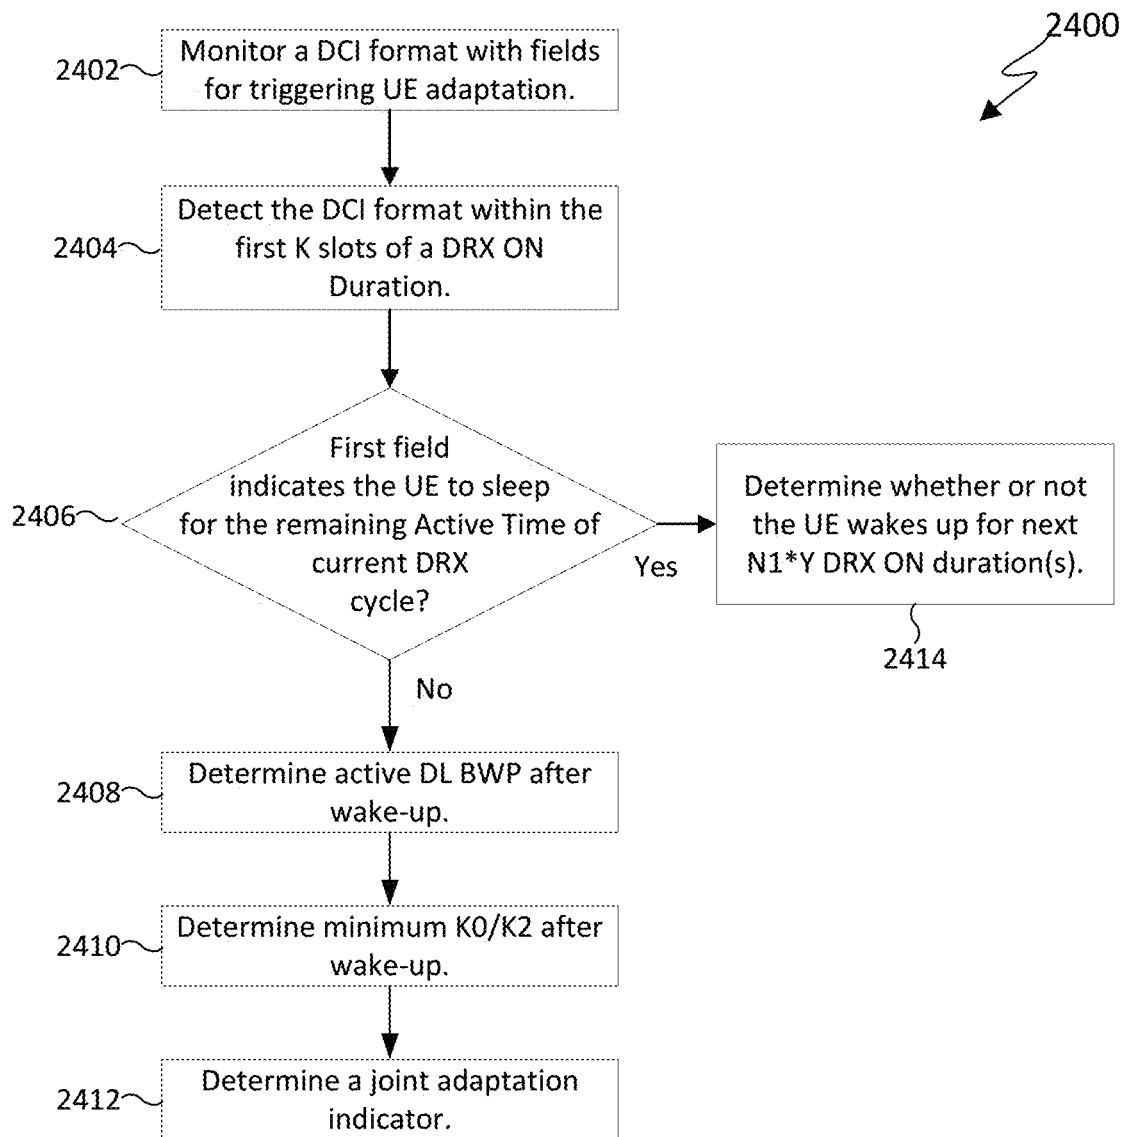 2400
2402
Monitor a DCI format with fields
for triggering UE adaptation.
2404
Detect the DCI format within the
first K slots of a DRX ON
Duration.
2406
First field
indicates the UE to sleep
for the remaining Active Time of
current DRX
cycle?
Yes
Determine whether or not
the UE wakes up for next
N1*Y DRX ON duration(s).
2414
No
2408
Determine active DL BWP after
wake-up.
2410
Determine minimum K0/K2 after
wake-up.
2412
Determine a joint adaptation
indicator.